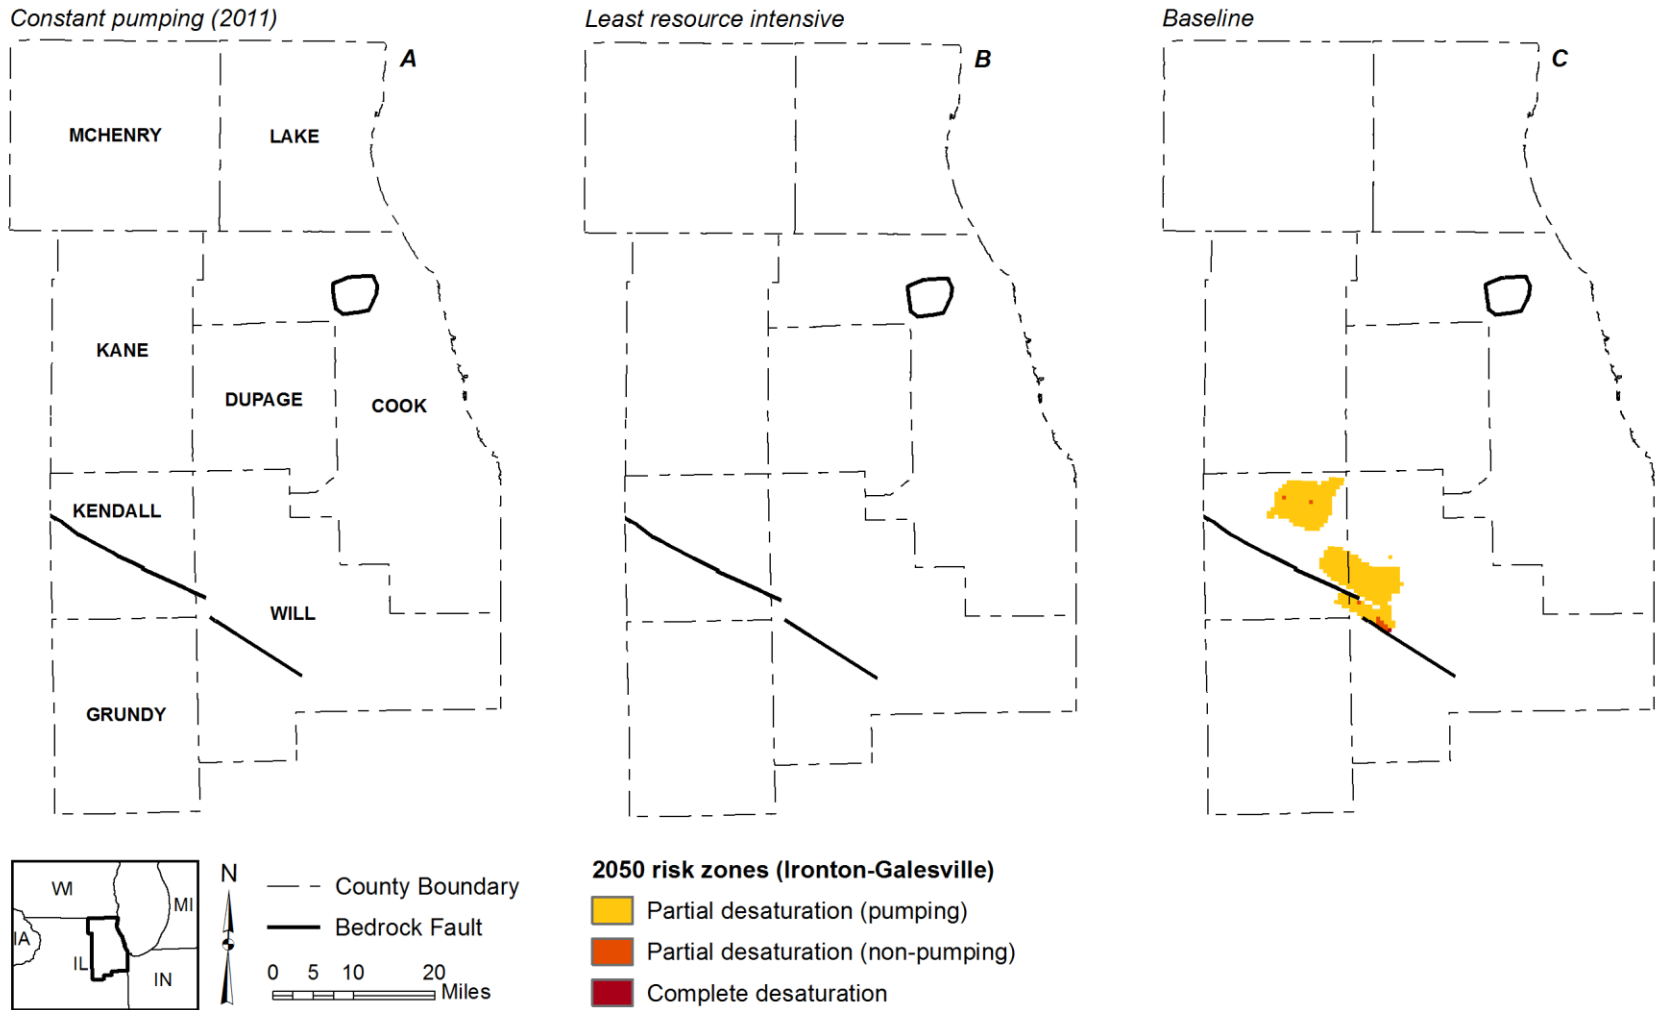 Constant pumping (2011)
Least resource intensive
Baseline
A
B
C
MCHENRY
LAKE
KANE
DUPAGE
COOK
KENDALL
WILL
GRUNDY
WI
MI
IA
IL
IN
N
County Boundary
Bedrock Fault
0 5 10 20
Miles
2050 risk zones (Ironton-Galesville)
Partial desaturation (pumping)
Partial desaturation (non-pumping)
Complete desaturation